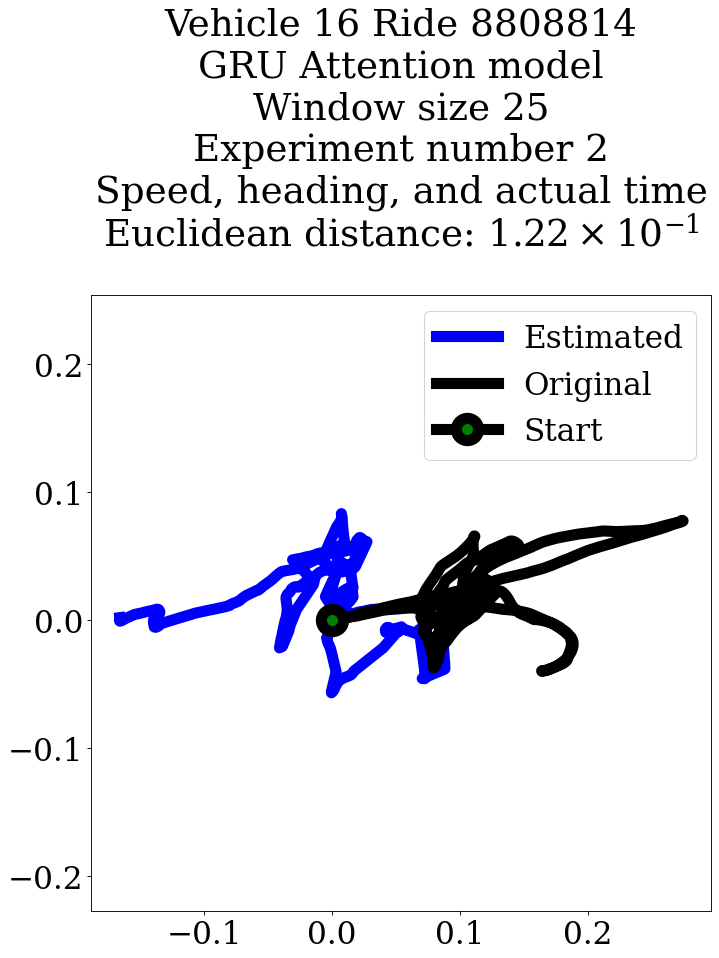 Vehicle 16 Ride 8808814
GRU Attention model
Window size 25
Experiment number 2
Speed, heading, and actual time
Euclidean distance: 1.22 × 10⁻¹
Estimated
Original
Start
0.2
0.1
0.0
−0.1
−0.2
−0.1 0.0 0.1 0.2